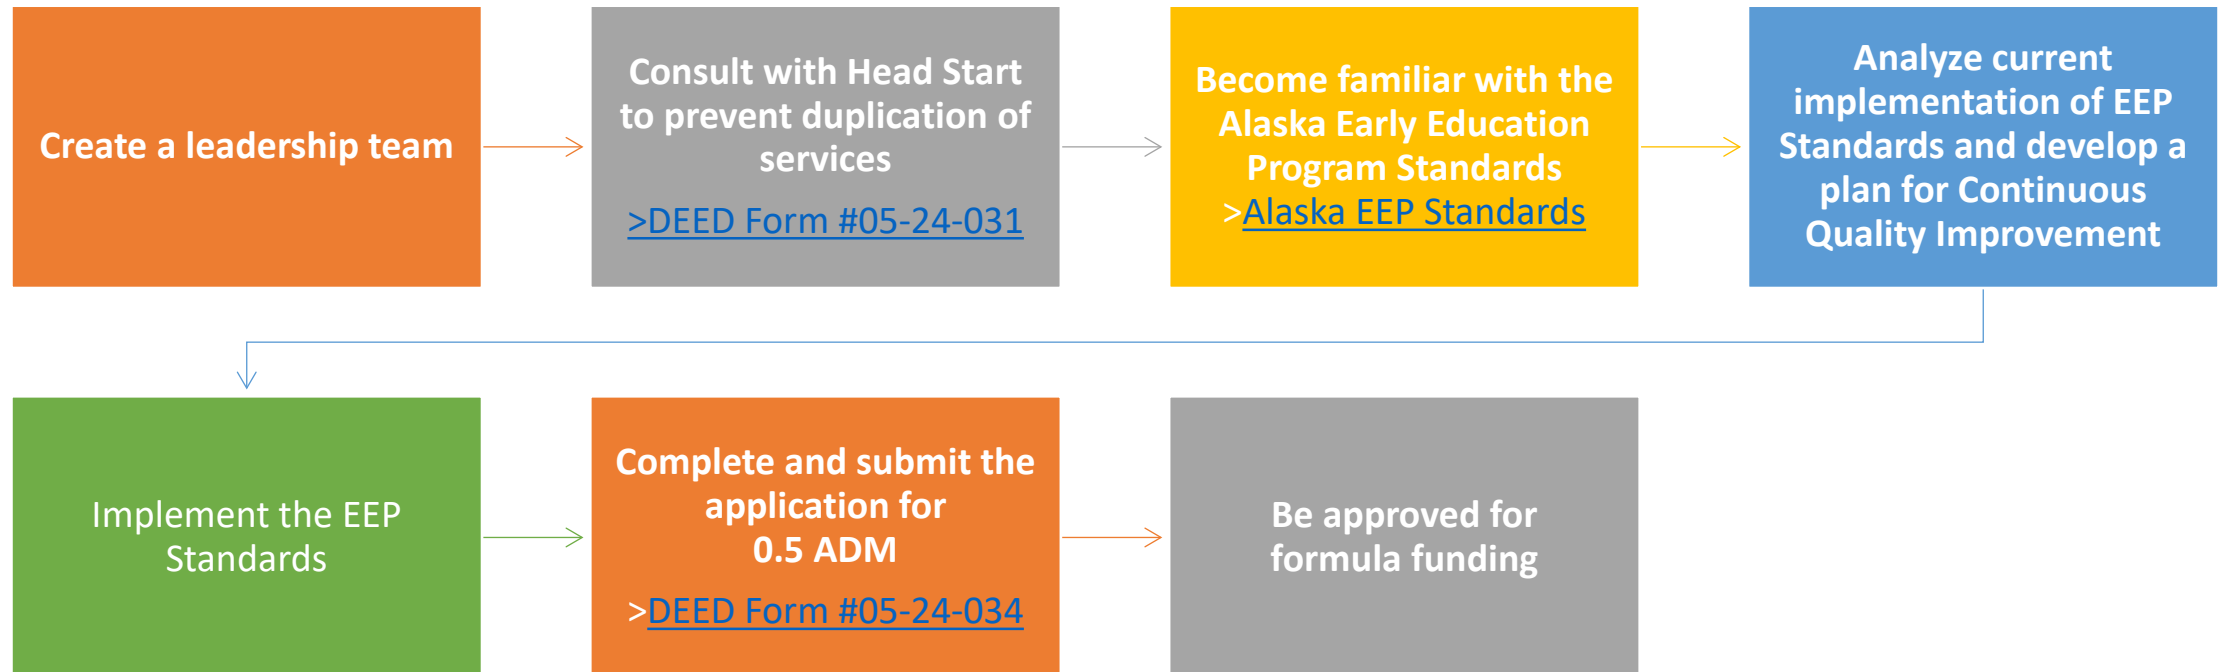 Create a leadership team
Consult with Head Start
to prevent duplication of
services
>DEED Form #05-24-031
Become familiar with the
Alaska Early Education
Program Standards
>Alaska EEP Standards
Analyze current
implementation of EEP
Standards and develop a
plan for Continuous
Quality Improvement
Implement the EEP
Standards
Complete and submit the
application for
0.5 ADM
>DEED Form #05-24-034
Be approved for
formula funding